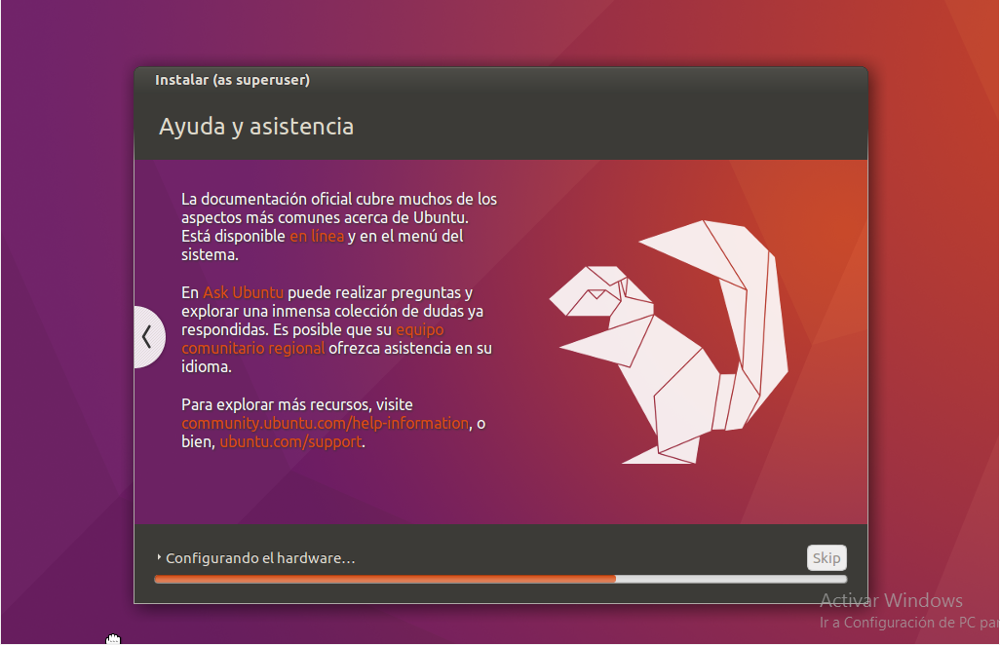 Instalar (as superuser)
Ayuda y asistencia
La documentación oficial cubre muchos de los
aspectos más comunes acerca de Ubuntu.
Está disponible en línea y en el menú del
sistema.
En Ask Ubuntu puede realizar preguntas y
explorar una inmensa colección de dudas ya
respondidas. Es posible que su equipo
comunitario regional ofrezca asistencia en su
idioma.
Para explorar más recursos, visite
community.ubuntu.com/help-information, o
bien, ubuntu.com/support.
Configurando el hardware…
Skip
Activar Windows
Ir a Configuración de PC par